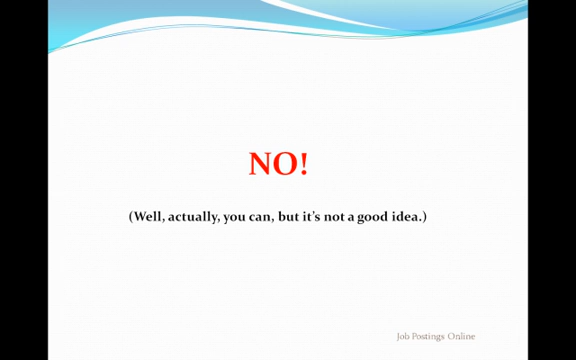 NO!
(Well, actually, you can, but it's not a good idea.)
Job Postings Online